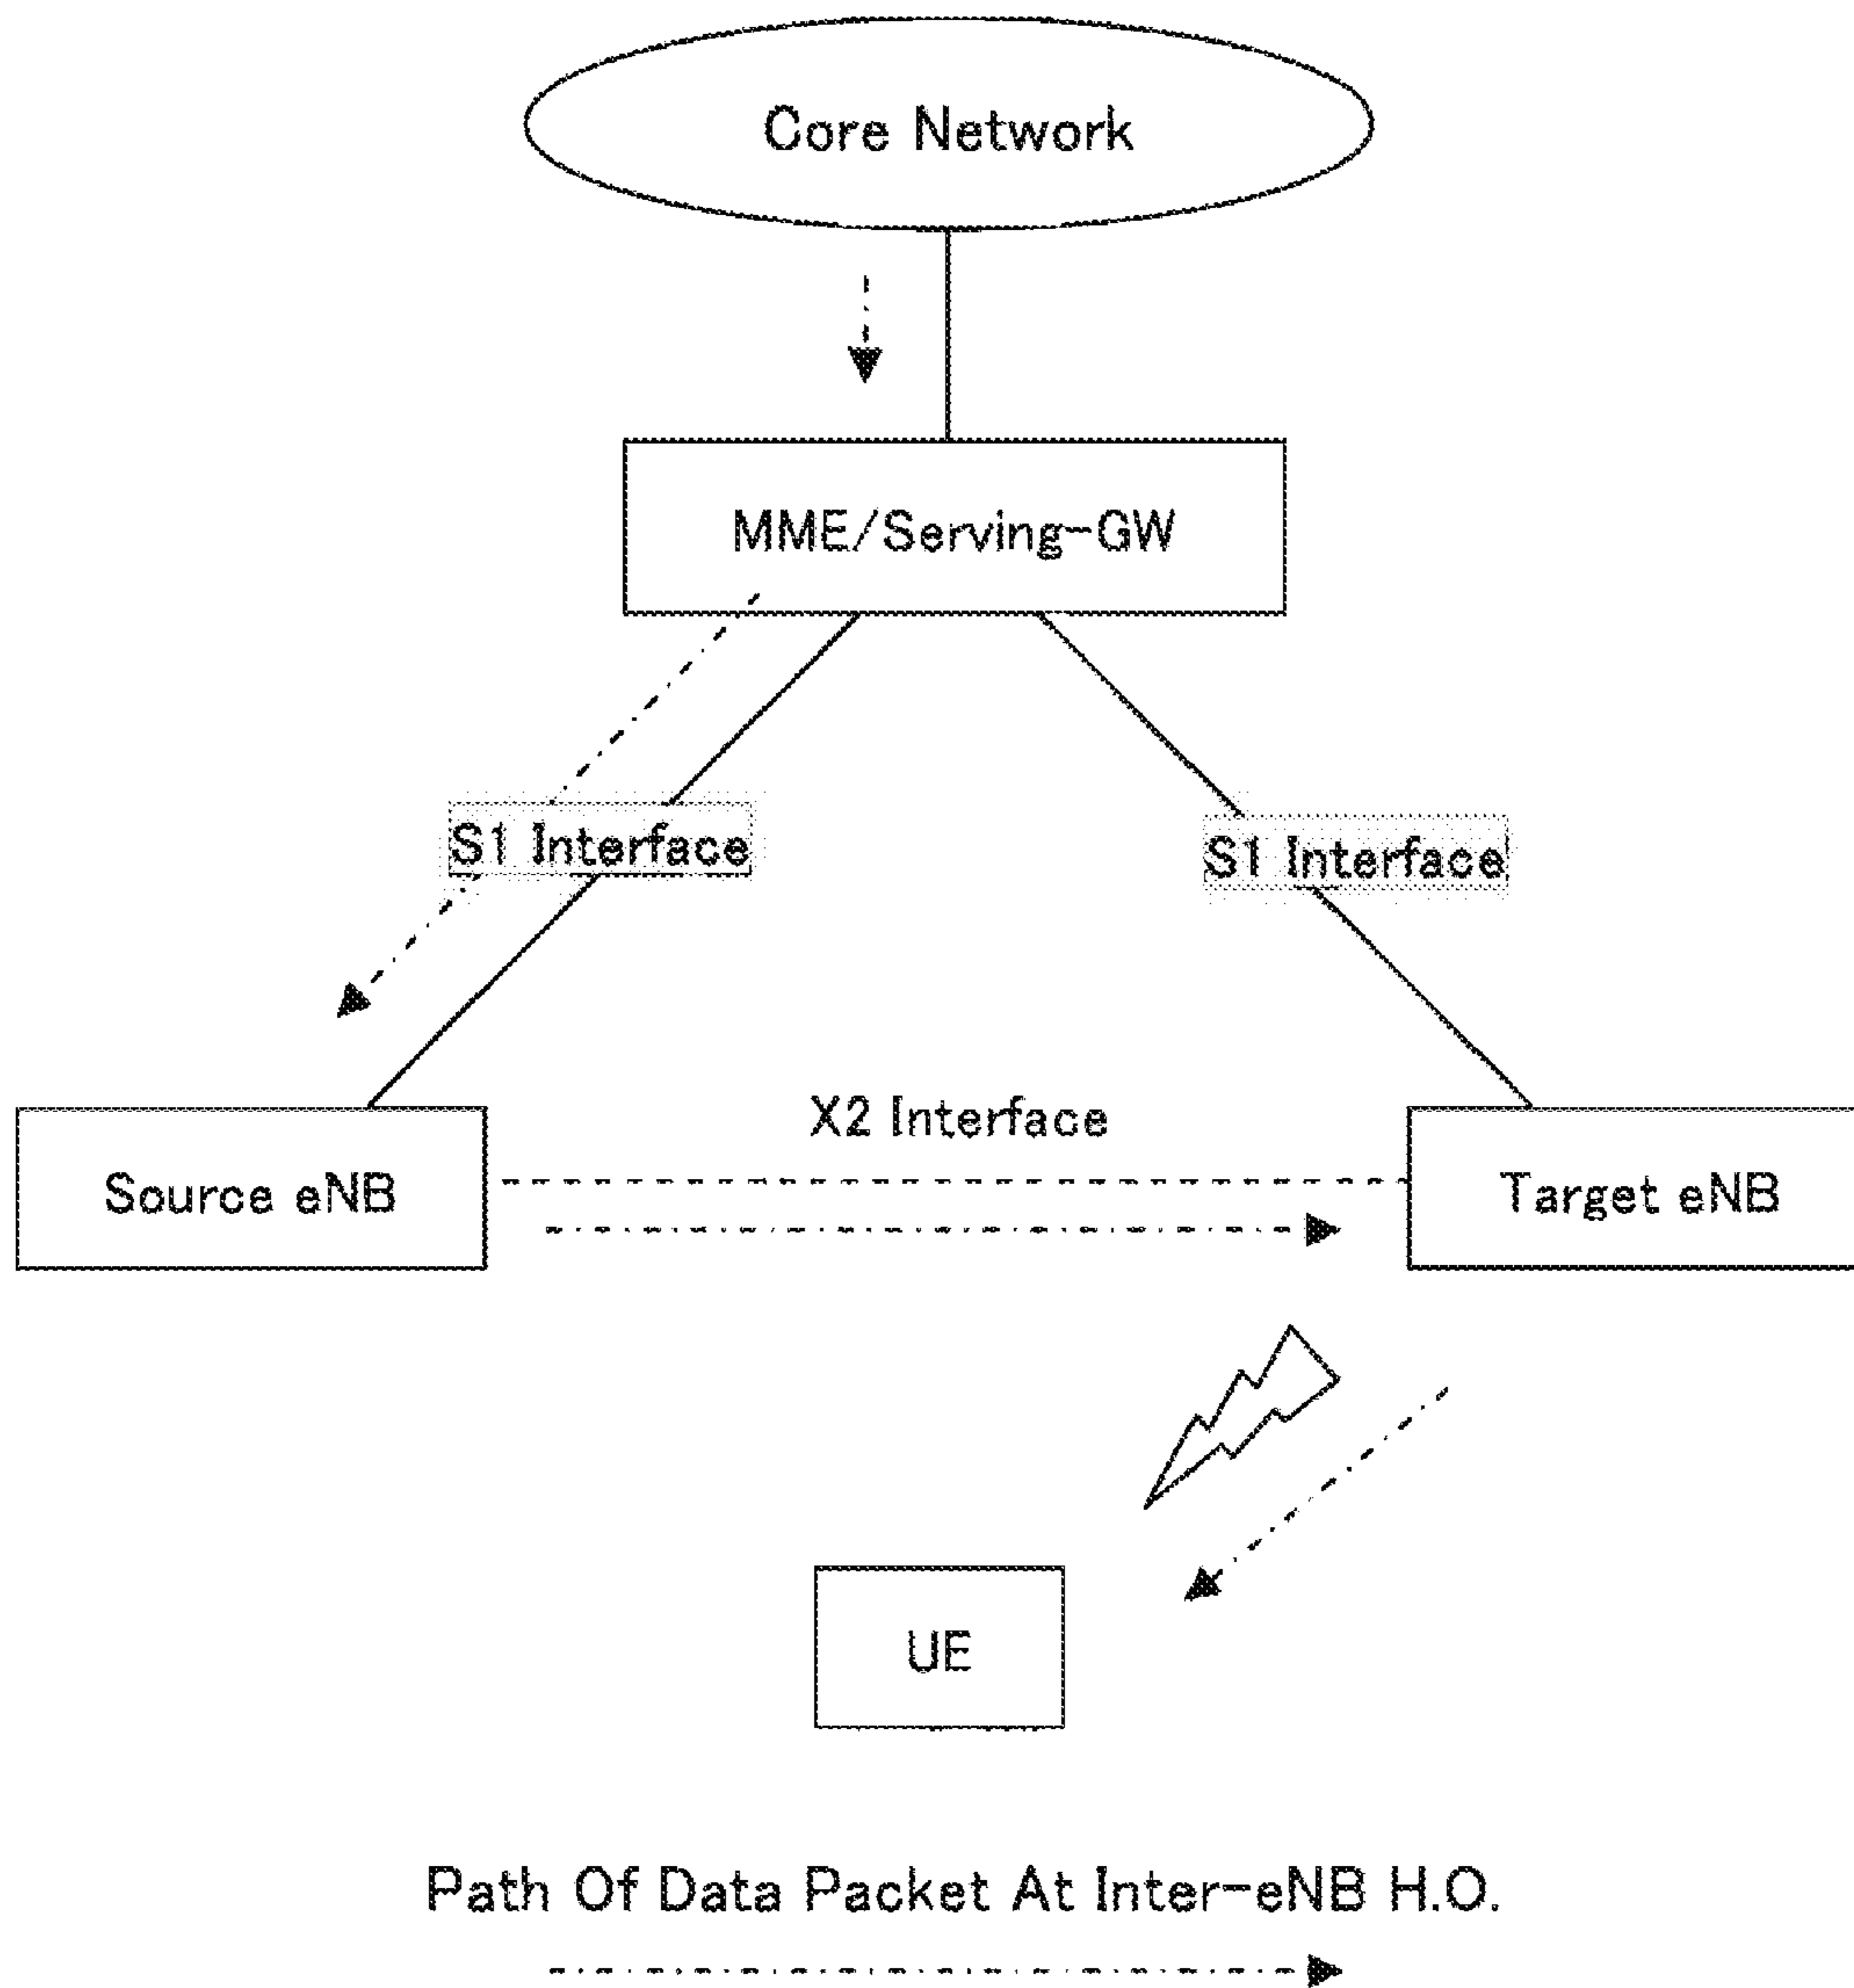 Core Network
MME/Serving-GW
S1 Interface
S1 Interface
X2 Interface
Source eNB
Target eNB
UE
Path Of Data Packet At Inter-eNB H.O.